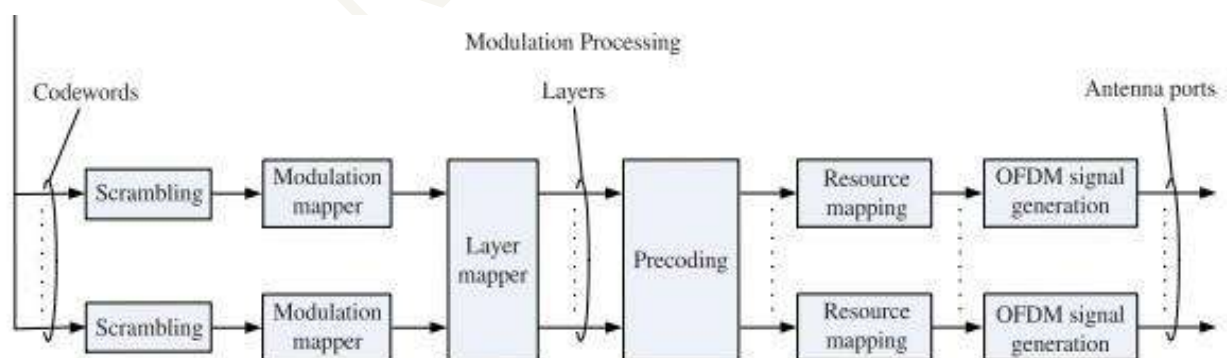 Modulation Processing
Codewords
Layers
Antenna ports
Scrambling
Modulation
mapper
Layer
mapper
Precoding
Resource
mapping
OFDM signal
generation
Scrambling
Modulation
mapper
Resource
mapping
OFDM signal
generation